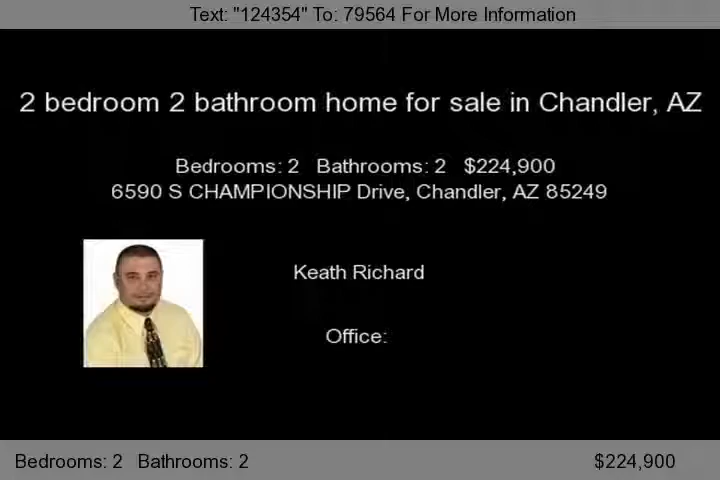 Text: "124354" To: 79564 For More Information
2 bedroom 2 bathroom home for sale in Chandler, AZ
Bedrooms: 2 Bathrooms: 2 $224,900
6590 S CHAMPIONSHIP Drive, Chandler, AZ 85249
Keath Richard
Office:
Bedrooms: 2 Bathrooms: 2 $224,900